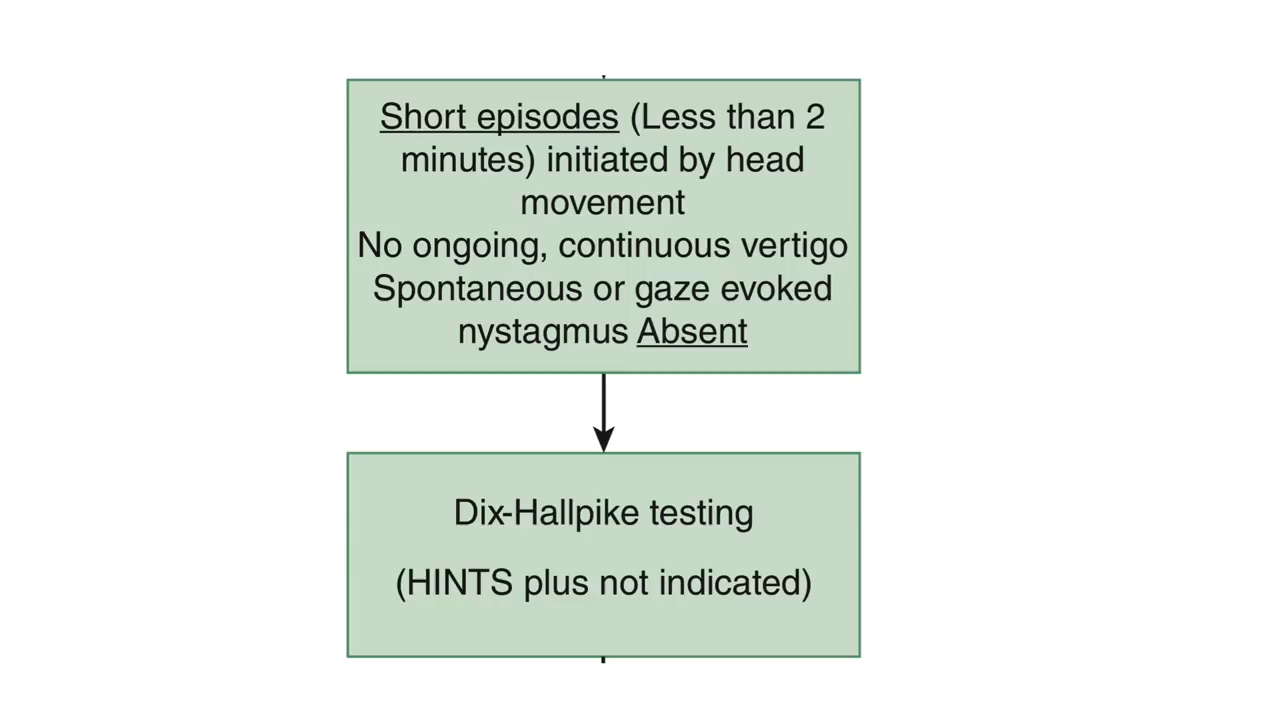 Short episodes (Less than 2
minutes) initiated by head
movement
No ongoing, continuous vertigo
Spontaneous or gaze evoked
nystagmus Absent
Dix-Hallpike testing
(HINTS plus not indicated)